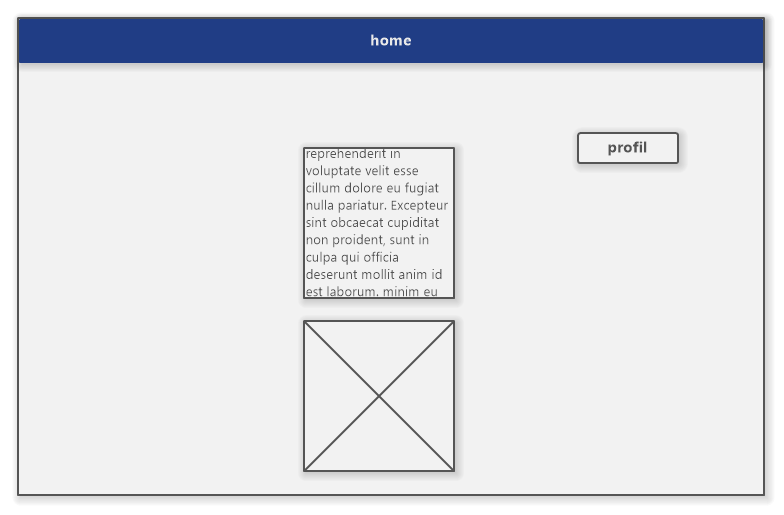 home
profil
reprehenderit in
voluptate velit esse
cillum dolore eu fugiat
nulla pariatur. Excepteur
sint obcaecat cupiditat
non proident, sunt in
culpa qui officia
deserunt mollit anim id
est laborum. minim eu